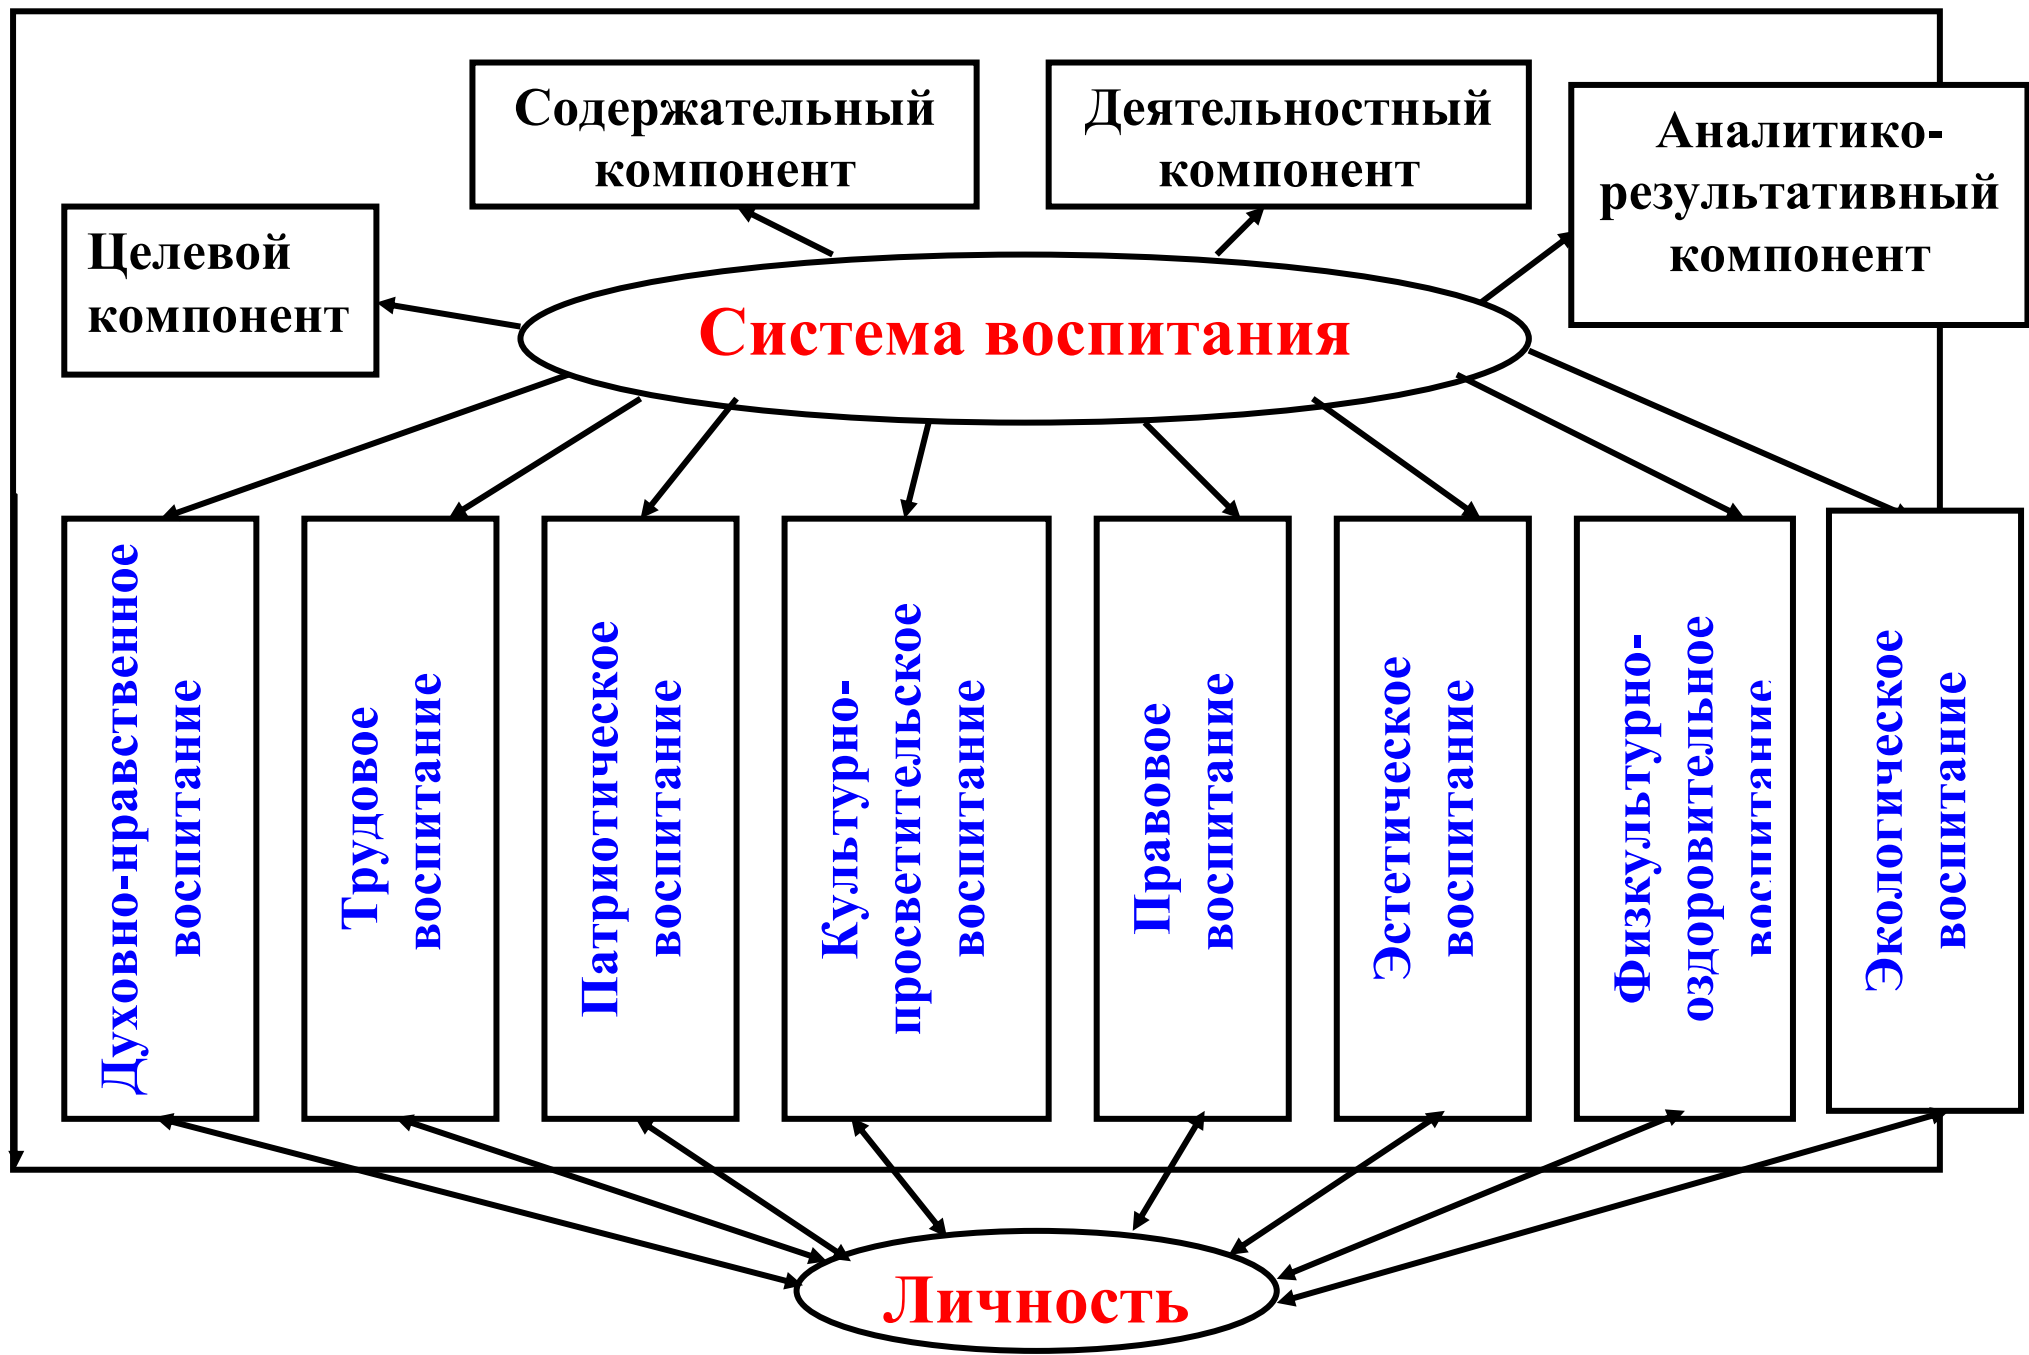 Содержательный
компонент
Деятельностный
компонент
Аналитико-
результативный
компонент
Целевой
компонент
Система воспитания
Духовно-нравственное
воспитание
Трудовое
воспитание
Патриотическое
воспитание
Культурно-
просветительское
воспитание
Правовое
воспитание
Эстетическое
воспитание
Физкультурно-
оздоровительное
воспитание
Экологическое
воспитание
Личность